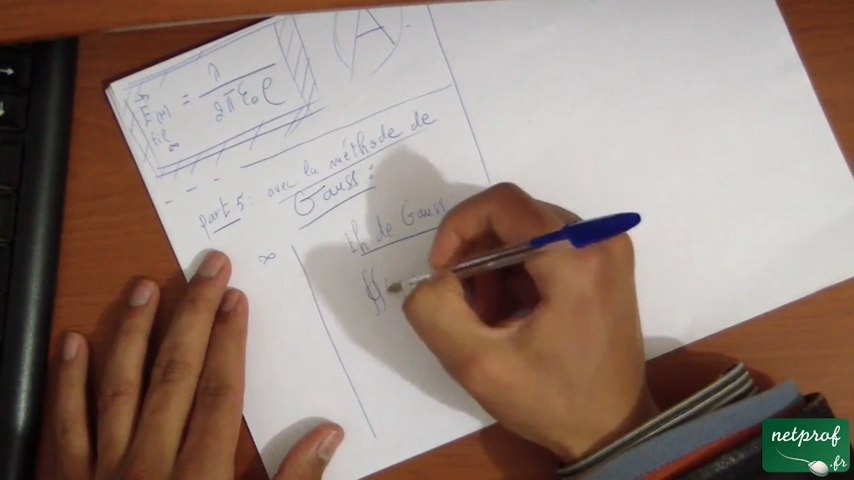 (A)
= λ / 2πε₀ρ
part 5: avec la méthode de
Gauss:
th de Gauss
∞
∯
netprof
.fr